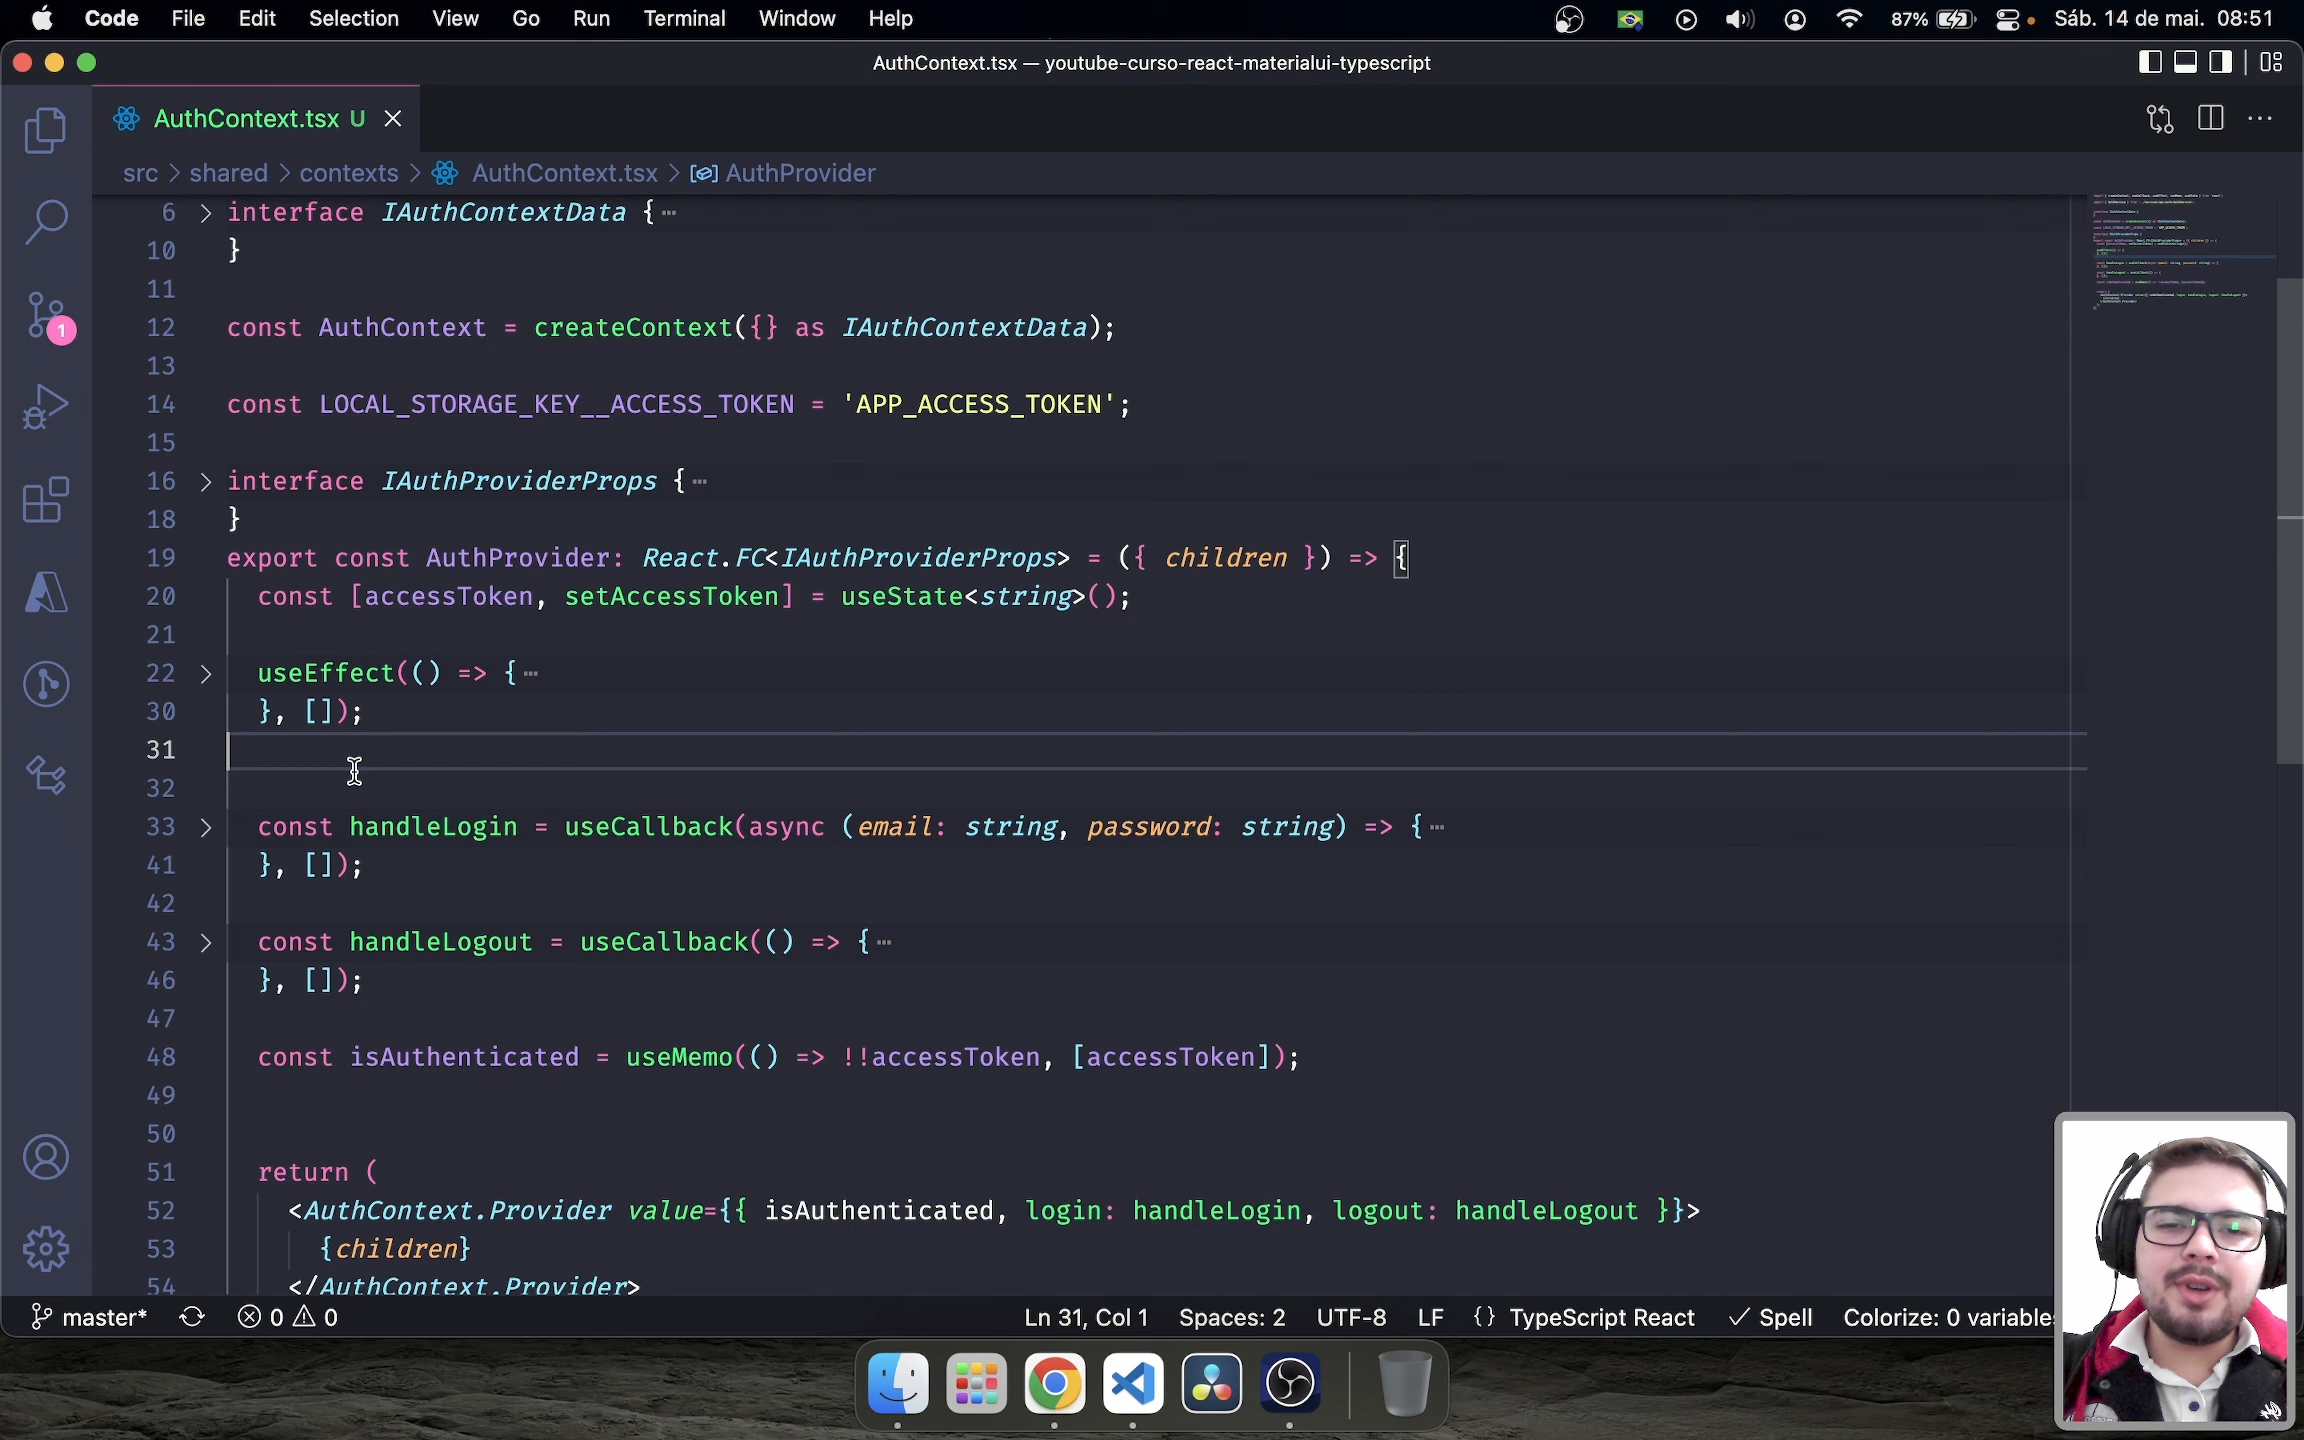 Code File Edit Selection View Go Run Terminal Window Help 87% Sáb. 14 de mai. 08:51
AuthContext.tsx — youtube-curso-react-materialui-typescript
AuthContext.tsx U
src > shared > contexts > AuthContext.tsx > AuthProvider
6 > interface IAuthContextData {
10 }
11
12 const AuthContext = createContext({} as IAuthContextData);
13
14 const LOCAL_STORAGE_KEY__ACCESS_TOKEN = 'APP_ACCESS_TOKEN';
15
16 > interface IAuthProviderProps {
18 }
19 export const AuthProvider: React.FC<IAuthProviderProps> = ({ children }) => {
20 const [accessToken, setAccessToken] = useState<string>();
21
22 > useEffect(() => {
30 }, []);
31
32
33 > const handleLogin = useCallback(async (email: string, password: string) => {
41 }, []);
42
43 > const handleLogout = useCallback(() => {
46 }, []);
47
48 const isAuthenticated = useMemo(() => !!accessToken, [accessToken]);
49
50
51 return (
52 <AuthContext.Provider value={{ isAuthenticated, login: handleLogin, logout: handleLogout }}>
53 {children}
54 </AuthContext.Provider>
1
master* 0 0 Ln 31, Col 1 Spaces: 2 UTF-8 LF {} TypeScript React Spell Colorize: 0 variables